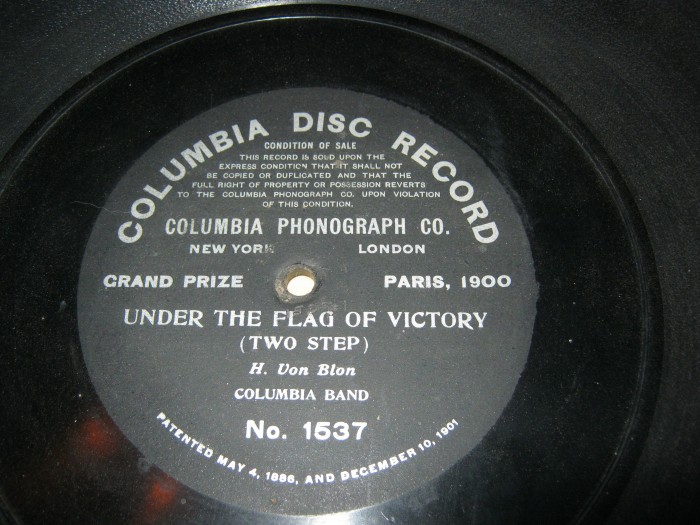 COLUMBIA DISC RECORD
CONDITION OF SALE
THIS RECORD IS SOLD UPON THE
EXPRESS CONDITION THAT IT SHALL NOT
BE COPIED OR DUPLICATED AND THAT THE
FULL RIGHT OF PROPERTY OR POSSESSION REVERTS
TO THE COLUMBIA PHONOGRAPH CO. UPON VIOLATION
OF THIS CONDITION.
COLUMBIA PHONOGRAPH CO.
NEW YORK LONDON
GRAND PRIZE PARIS, 1900
UNDER THE FLAG OF VICTORY
(TWO STEP)
H. Von Blon
COLUMBIA BAND
No. 1537
PATENTED MAY 4, 1886, AND DECEMBER 10, 1901